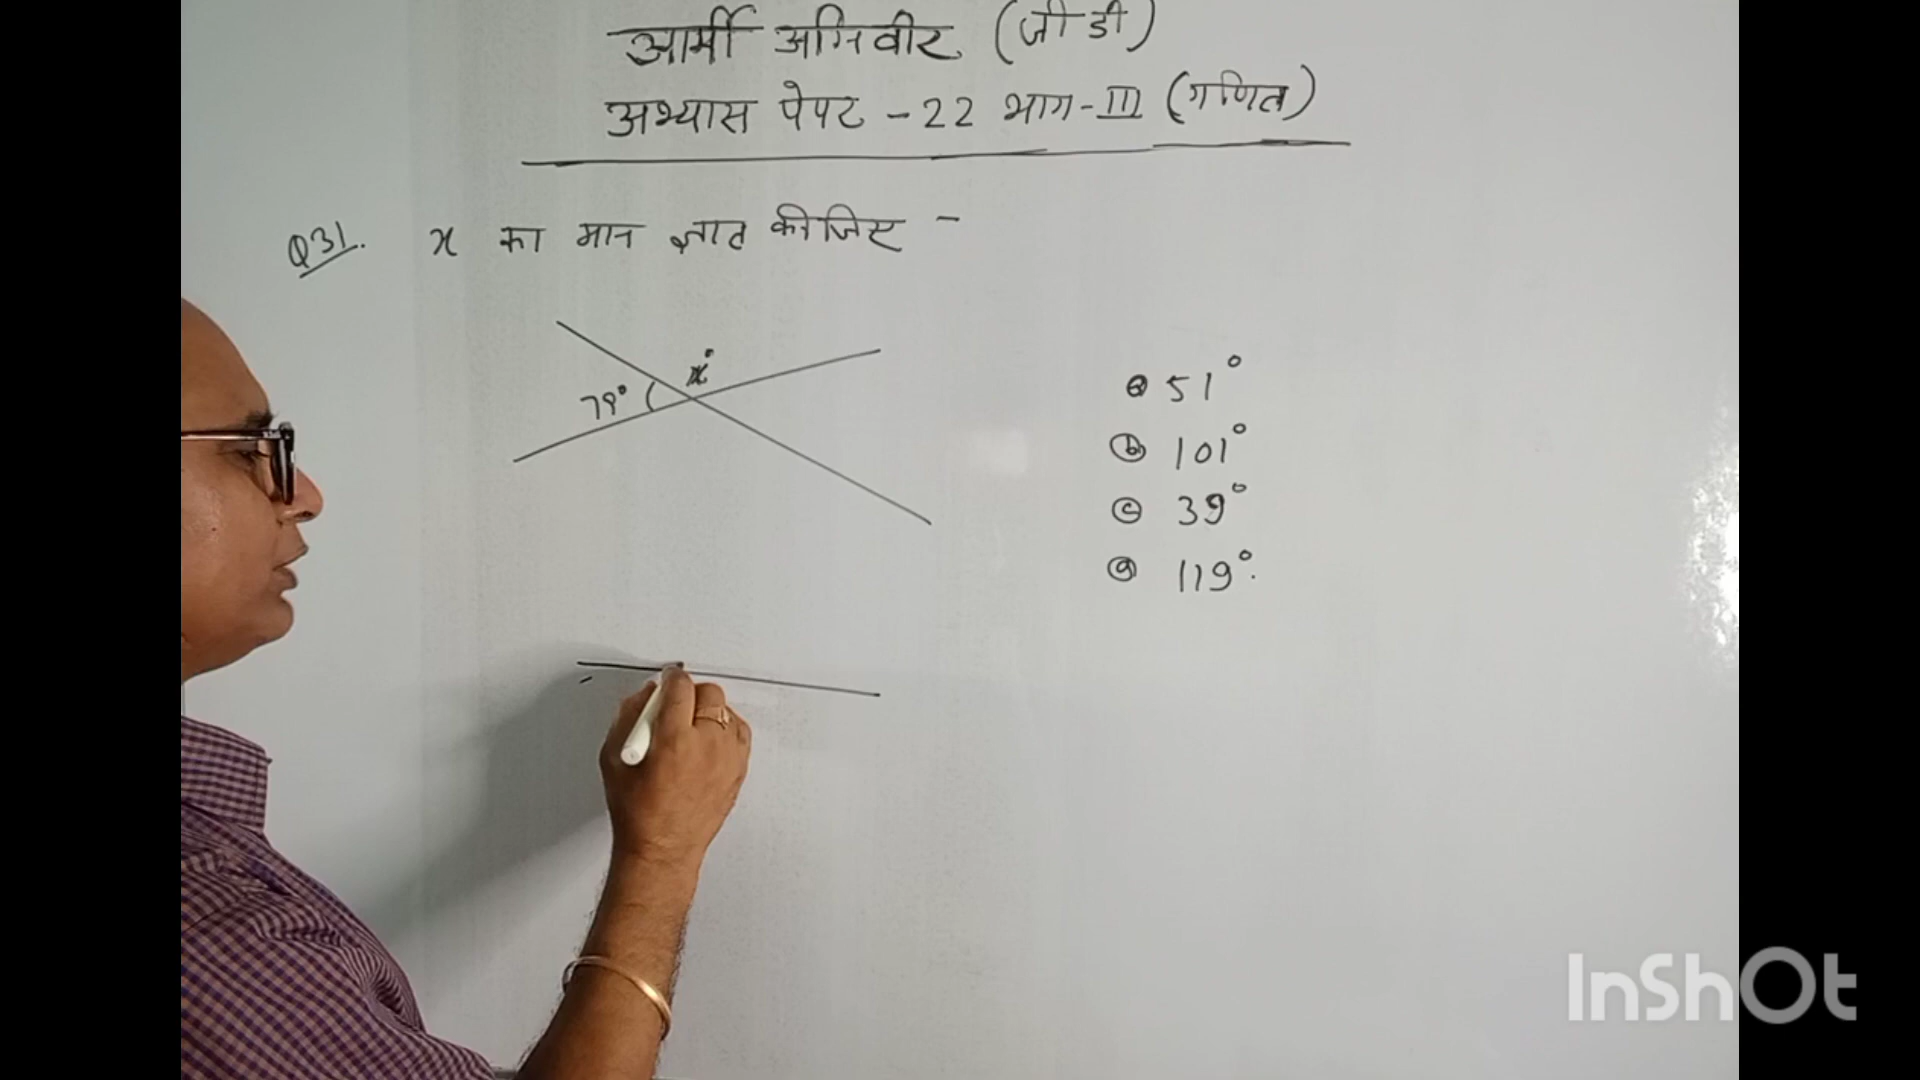 आर्मी अग्निवीर (जी डी)
अभ्यास पेपर - 22 भाग - III (गणित)
Q31. x का मान ज्ञात कीजिए -
x°
79°
ⓐ 51°
ⓑ 101°
ⓒ 39°
ⓓ 119°.
InShOt